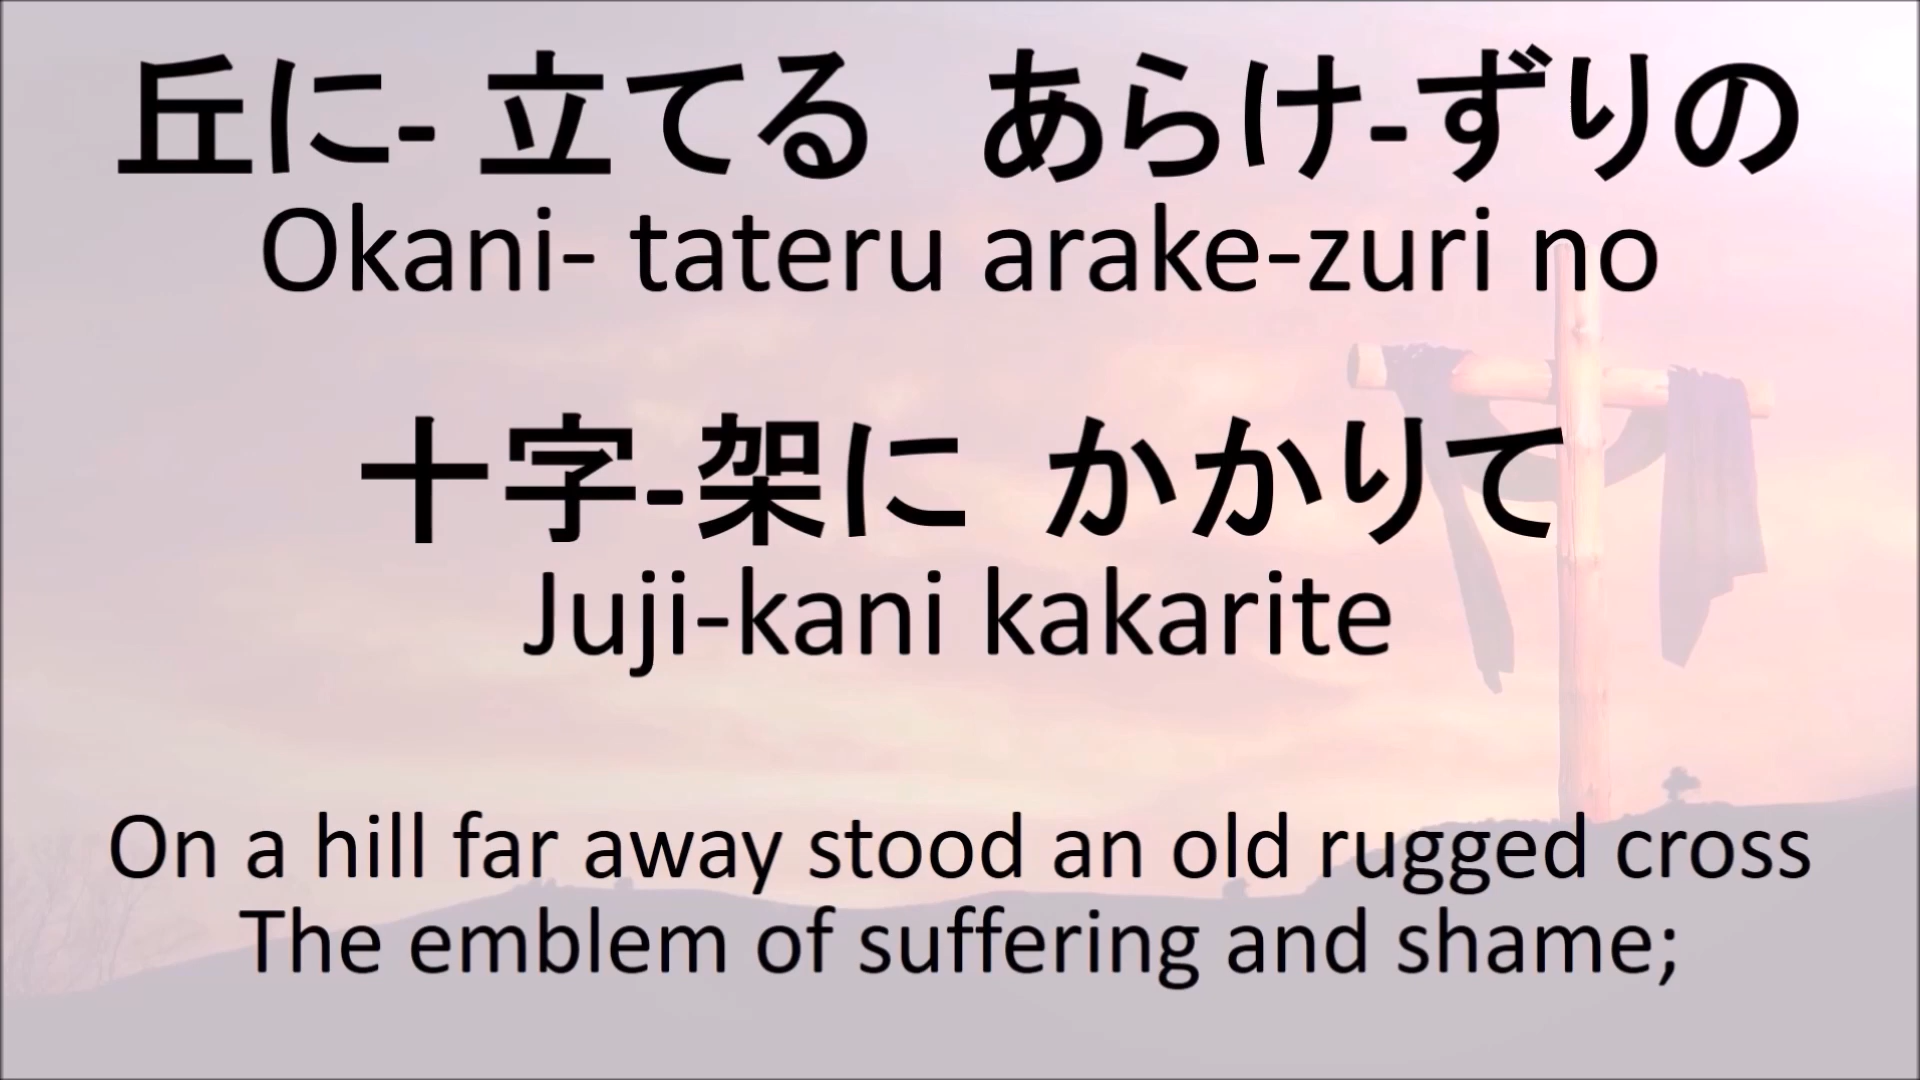 丘に- 立てる　あらけ-ずりの
Okani- tateru arake-zuri no
十字-架に かかりて
Juji-kani kakarite
On a hill far away stood an old rugged cross
The emblem of suffering and shame;